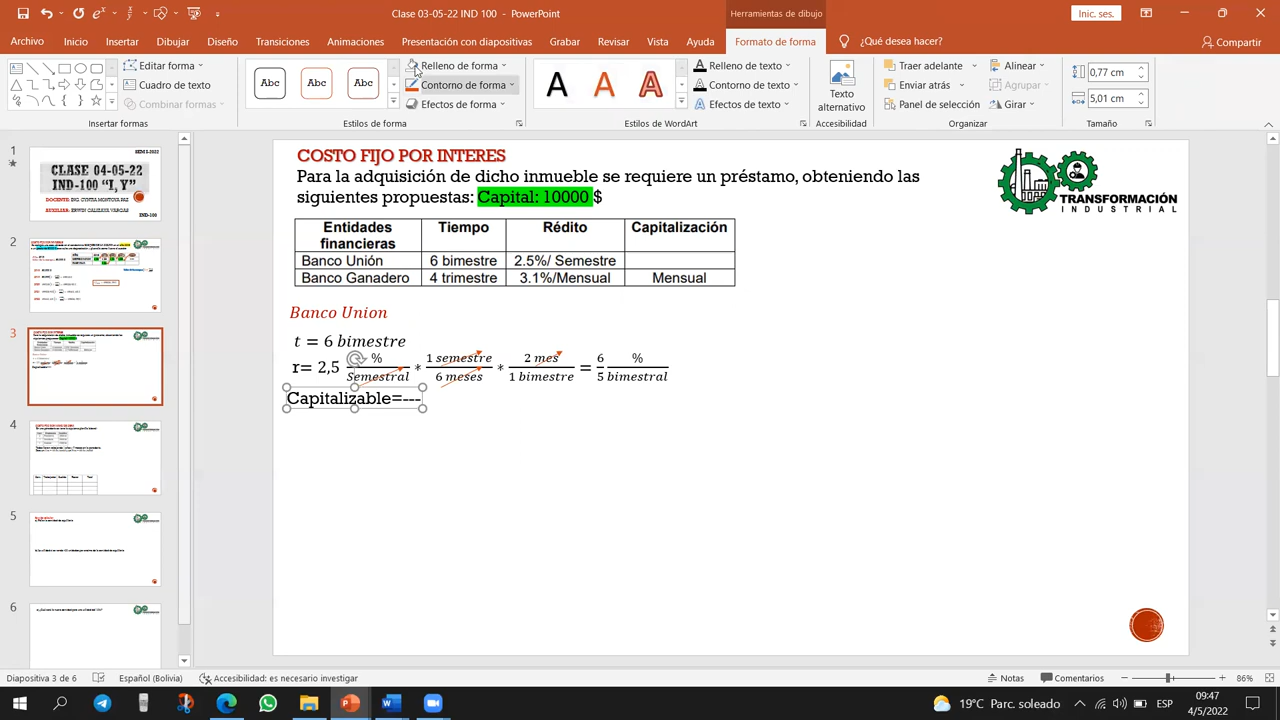 Clase 04-05-22 - PowerPoint
Herramientas de dibujo
Inic. ses.
Archivo Inicio Insertar Dibujar Diseño Transiciones Animaciones Presentación con diapositivas Grabar Revisar Vista Ayuda Formato de forma ¿Qué desea hacer? Compartir
Editar forma
Cuadro de texto
Combinar formas
Insertar formas
Abc Abc Abc
Relleno de forma
Contorno de forma
Efectos de forma
Estilos de forma
A A A
Relleno de texto
Contorno de texto
Efectos de texto
Estilos de WordArt
Texto
alternativo
Accesibilidad
Traer adelante
Enviar atrás
Panel de selección
Alinear
Agrupar
Girar
Organizar
0,77 cm
5,01 cm
Tamaño
1
CLASE 04-05-22
IND-100 “I, Y”
IND-100
2
3
4
5
6
COSTO FIJO POR INTERES
Para la adquisición de dicho inmueble se requiere un préstamo, obteniendo las
siguientes propuestas: Capital: 10000 $
TRANSFORMACIÓN
INDUSTRIAL
Entidades financieras Tiempo Rédito Capitalización
Banco Unión 6 bimestre 2.5%/ Semestre
Banco Ganadero 4 trimestre 3.1%/Mensual Mensual
Banco Union
t = 6 bimestre
r= 2,5 %/Semestral * 1 semestre/6 meses * 2 mes/1 bimestre = 6/5 %/bimestral
Capitalizable=---
Diapositiva 3 de 6 Español (Bolivia) Accesibilidad: es necesario investigar Notas Comentarios 86%
19°C Parc. soleado ESP 09:47
4/5/2022